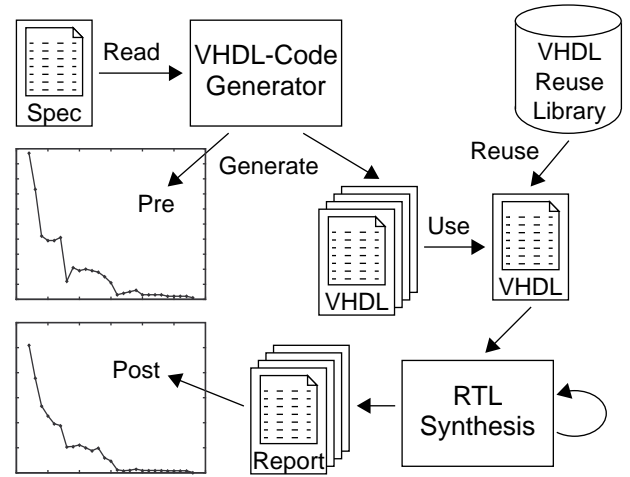 Read
Spec
VHDL-Code
Generator
VHDL
Reuse
Library
Pre
Generate
Reuse
VHDL
Use
VHDL
Post
Report
RTL
Synthesis